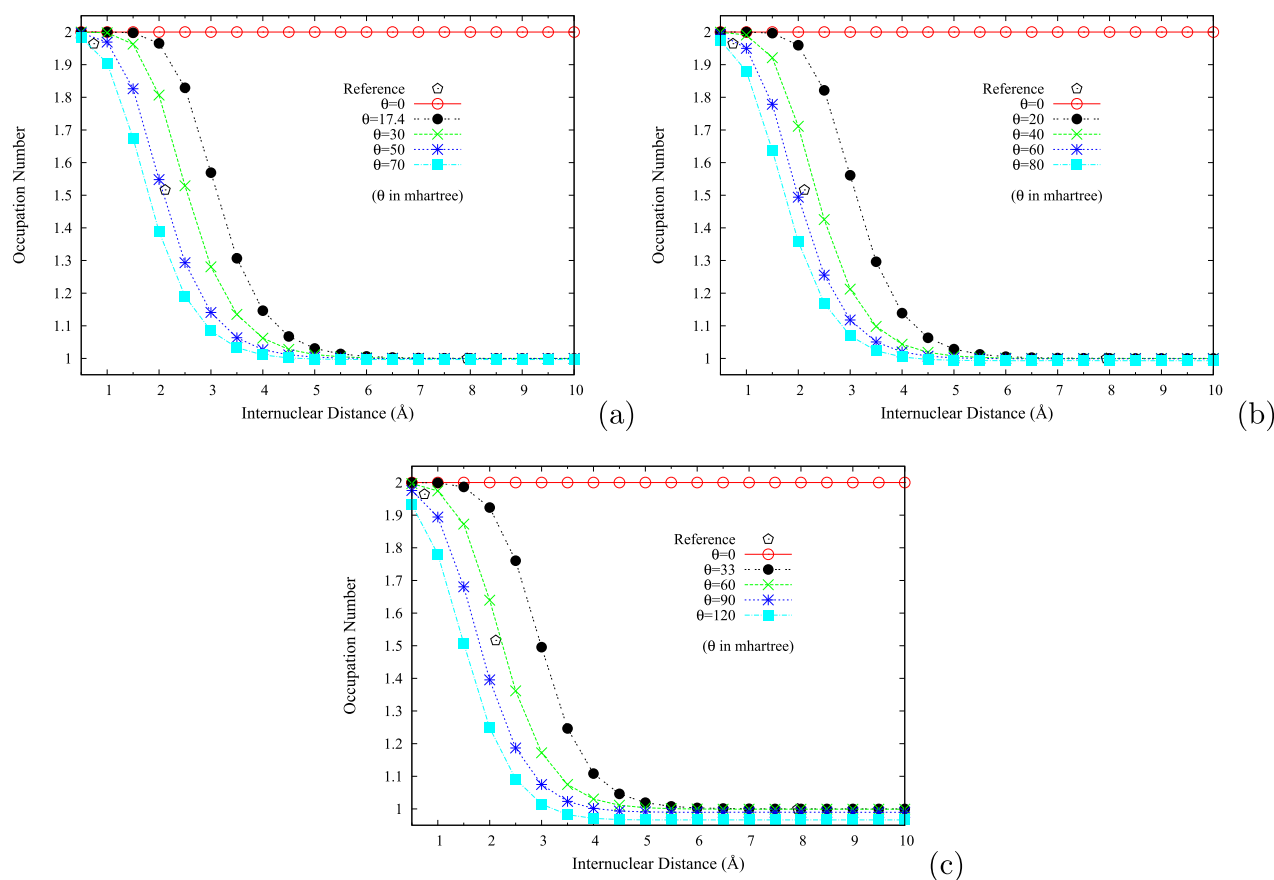 2
1.9
1.8
1.7
1.6
1.5
1.4
1.3
1.2
1.1
1
Occupation Number
Reference
θ=0
θ=17.4
θ=30
θ=50
θ=70
(θ in mhartree)
1 2 3 4 5 6 7 8 9 10
Internuclear Distance (Å)
(a)
2
1.9
1.8
1.7
1.6
1.5
1.4
1.3
1.2
1.1
1
Occupation Number
Reference
θ=0
θ=20
θ=40
θ=60
θ=80
(θ in mhartree)
1 2 3 4 5 6 7 8 9 10
Internuclear Distance (Å)
(b)
2
1.9
1.8
1.7
1.6
1.5
1.4
1.3
1.2
1.1
1
Occupation Number
Reference
θ=0
θ=33
θ=60
θ=90
θ=120
(θ in mhartree)
1 2 3 4 5 6 7 8 9 10
Internuclear Distance (Å)
(c)